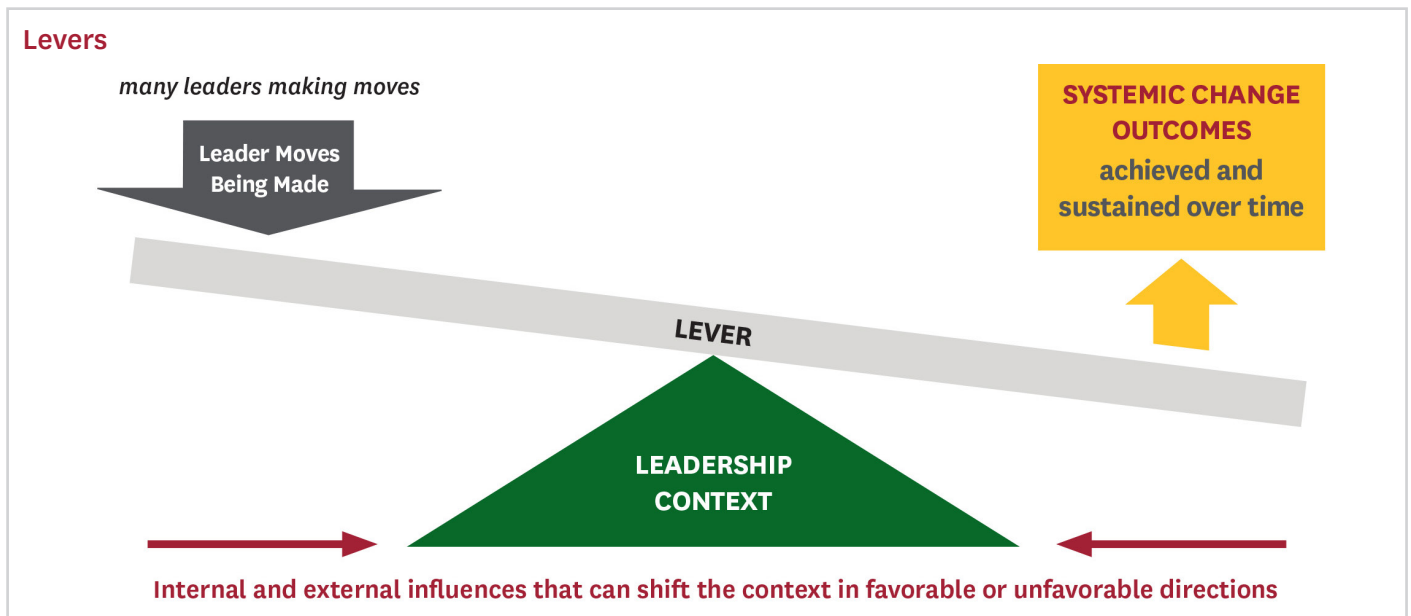 Levers
many leaders making moves
Leader Moves
Being Made
SYSTEMIC CHANGE
OUTCOMES
achieved and
sustained over time
LEVER
LEADERSHIP
CONTEXT
Internal and external influences that can shift the context in favorable or unfavorable directions